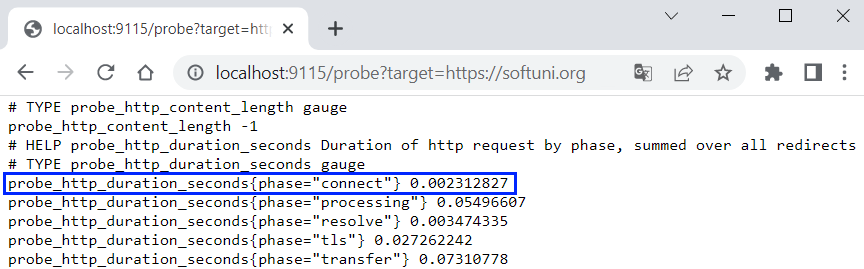 localhost:9115/probe?target=htt
localhost:9115/probe?target=https://softuni.org
# TYPE probe_http_content_length gauge
probe_http_content_length -1
# HELP probe_http_duration_seconds Duration of http request by phase, summed over all redirects
# TYPE probe_http_duration_seconds gauge
probe_http_duration_seconds{phase="connect"} 0.002312827
probe_http_duration_seconds{phase="processing"} 0.05496607
probe_http_duration_seconds{phase="resolve"} 0.003474335
probe_http_duration_seconds{phase="tls"} 0.027262242
probe_http_duration_seconds{phase="transfer"} 0.07310778